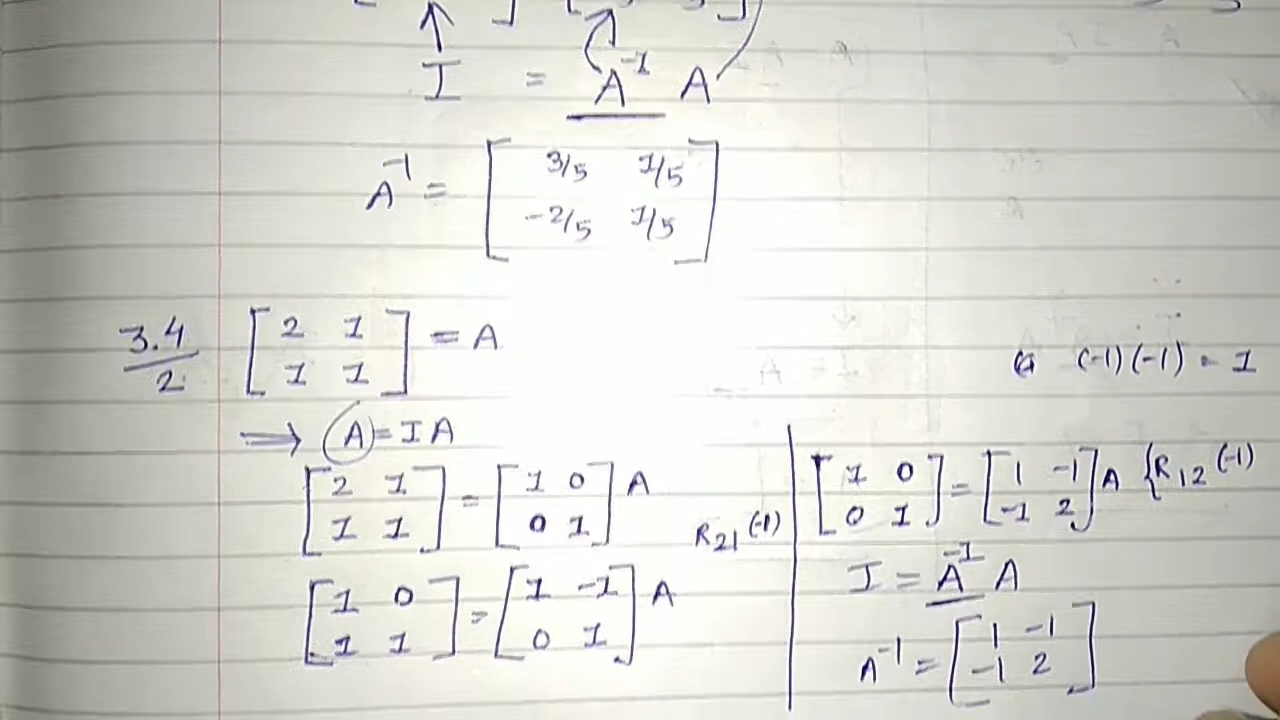 I = A⁻¹ A
A⁻¹ = [ 3/5 1/5
-2/5 1/5 ]
3.4/2 [ 2 1
1 1 ] = A
⟹ A = I A
[ 2 1
1 1 ] = [ 1 0
0 1 ] A
R₂₁(-1)
[ 1 0
1 1 ] = [ 1 -1
0 1 ] A
(-1)(-1) = 1
[ 1 0
0 1 ] = [ 1 -1
-1 2 ] A {R₁₂(-1)
I = A⁻¹ A
A⁻¹ = [ 1 -1
-1 2 ]